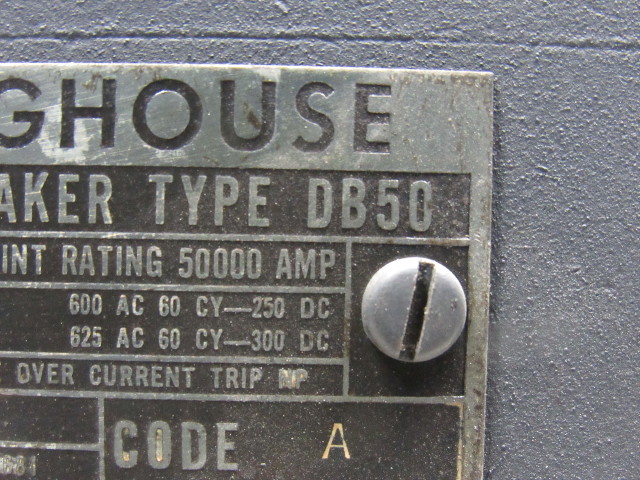 GHOUSE
AKER TYPE DB50
INT RATING 50000 AMP
600 AC 60 CY—250 DC
625 AC 60 CY—300 DC
OVER CURRENT TRIP NP
CODE A